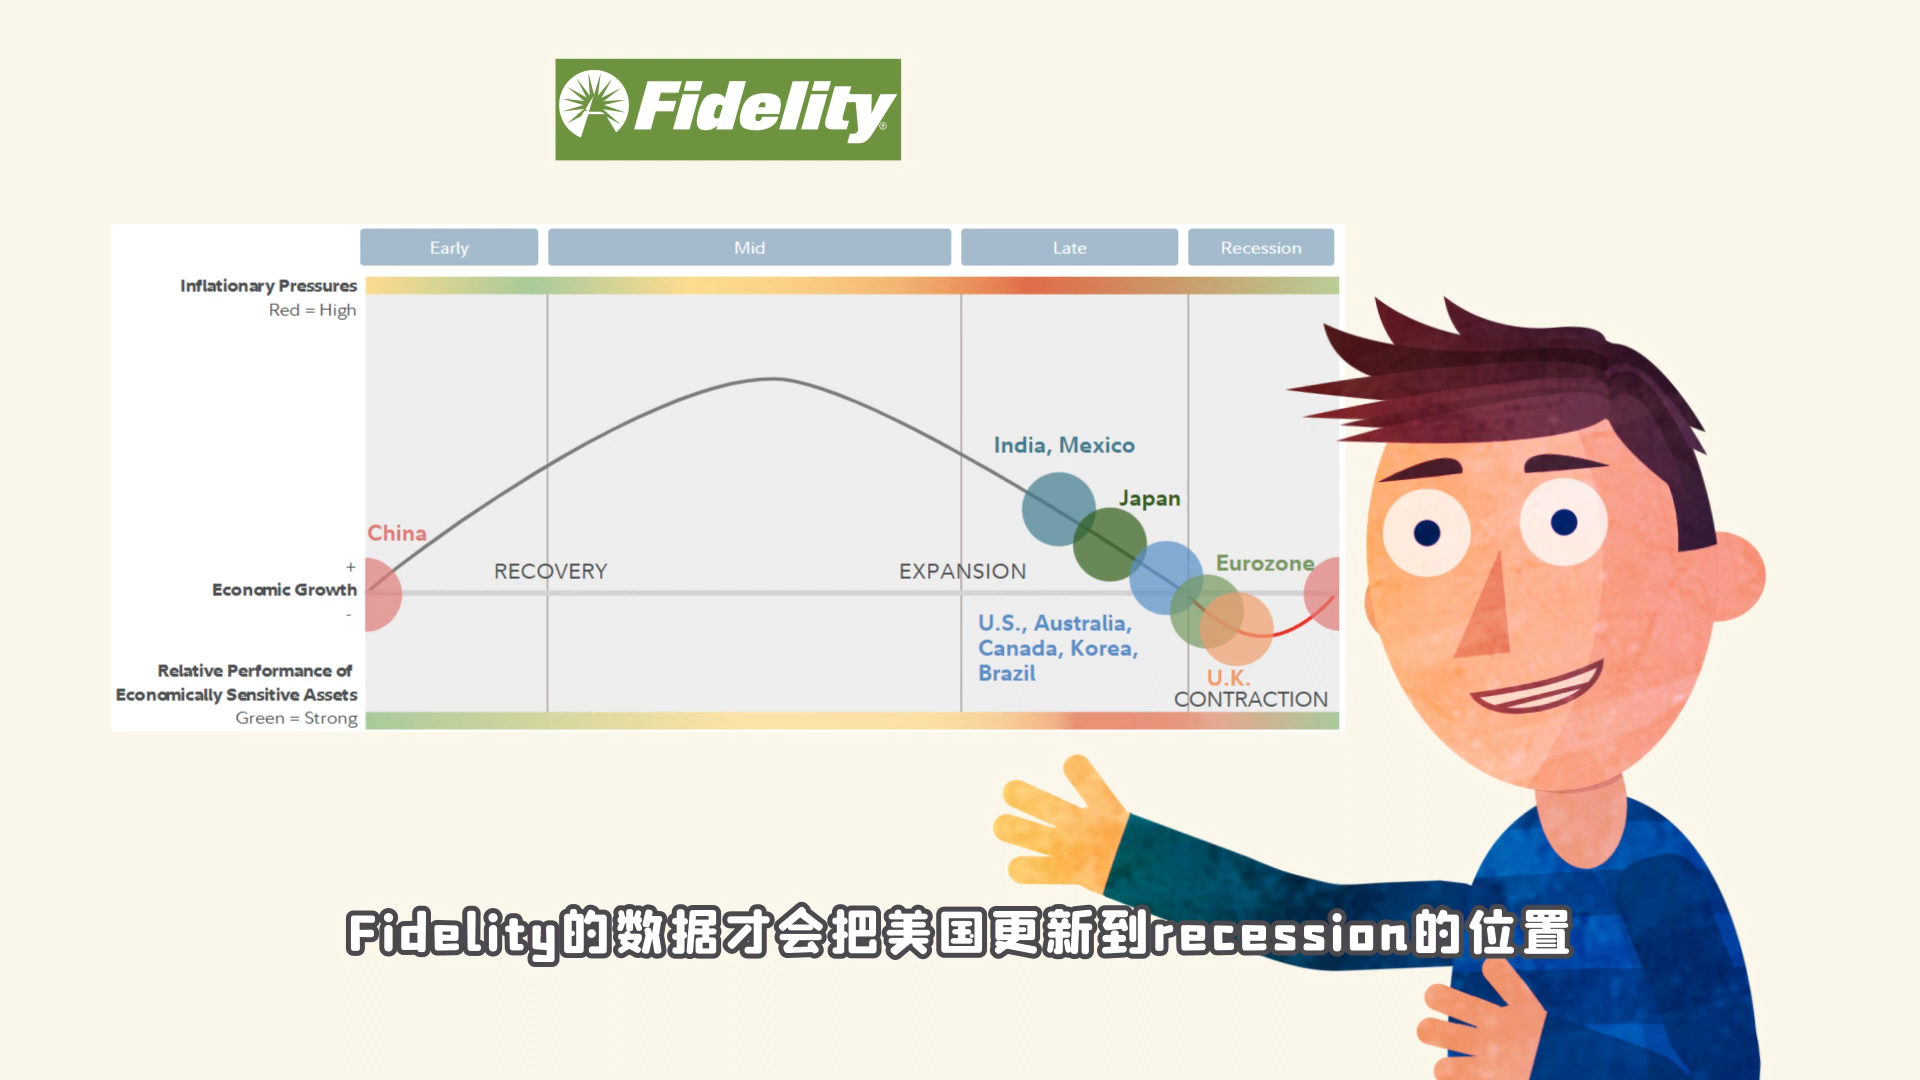 Fidelity®
Early
Mid
Late
Recession
Inflationary Pressures
Red = High
India, Mexico
Japan
China
RECOVERY
EXPANSION
Eurozone
+
Economic Growth
-
U.S., Australia,
Canada, Korea,
Brazil
U.K.
CONTRACTION
Relative Performance of
Economically Sensitive Assets
Green = Strong
Fidelity的数据才会把美国更新到recession的位置